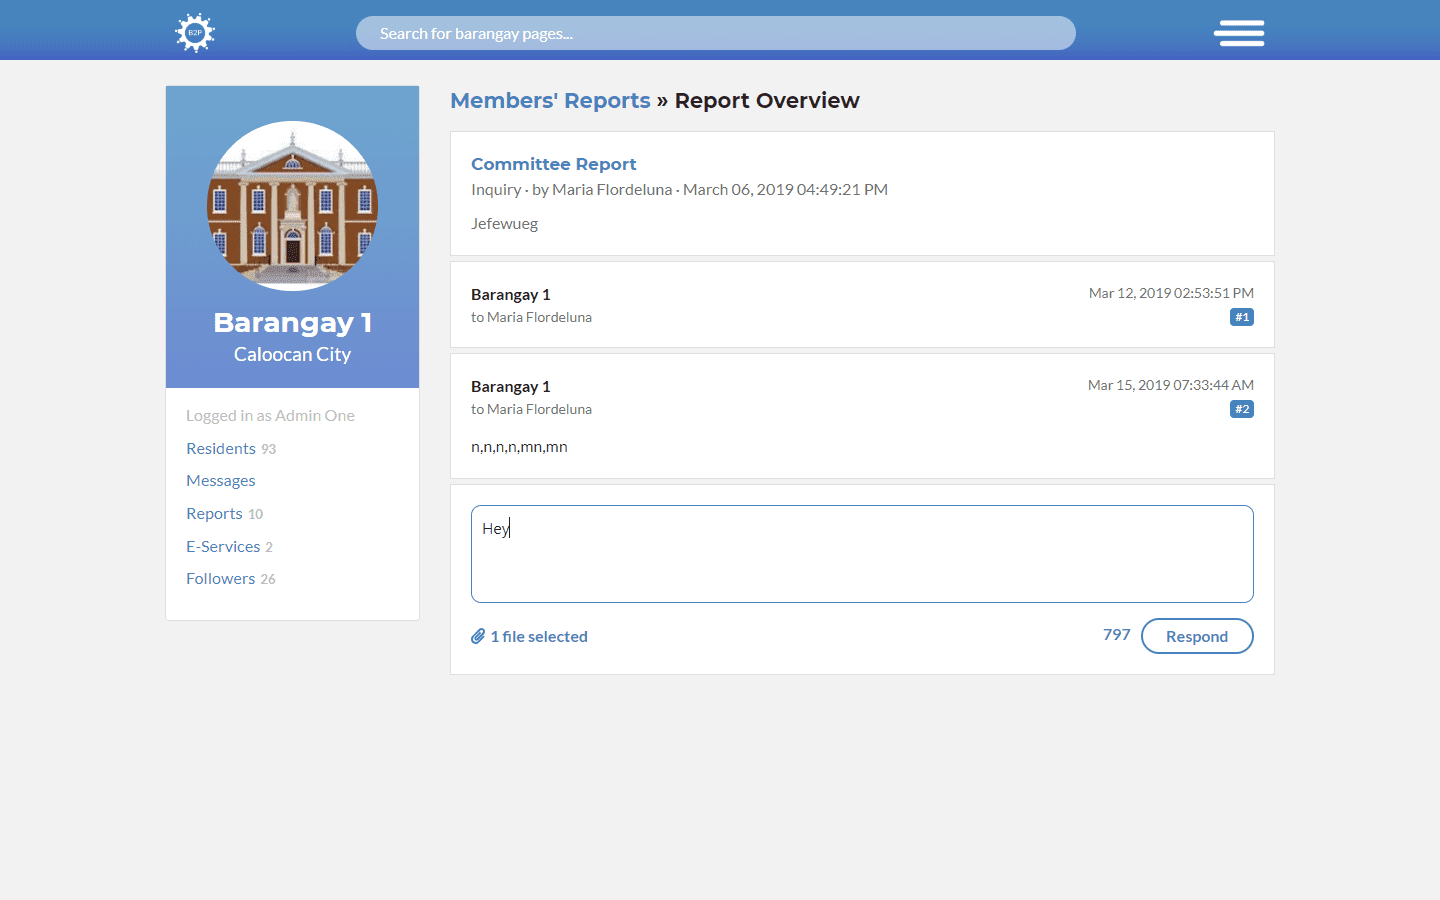 B2P
Search for barangay pages...
Barangay 1
Caloocan City
Logged in as Admin One
Residents 93
Messages
Reports 10
E-Services 2
Followers 26
Members' Reports » Report Overview
Committee Report
Inquiry · by Maria Flordeluna · March 06, 2019 04:49:21 PM
Jefewueg
Barangay 1
Mar 12, 2019 02:53:51 PM
to Maria Flordeluna
#1
Barangay 1
Mar 15, 2019 07:33:44 AM
to Maria Flordeluna
#2
n,n,n,n,mn,mn
Hey
1 file selected
797
Respond